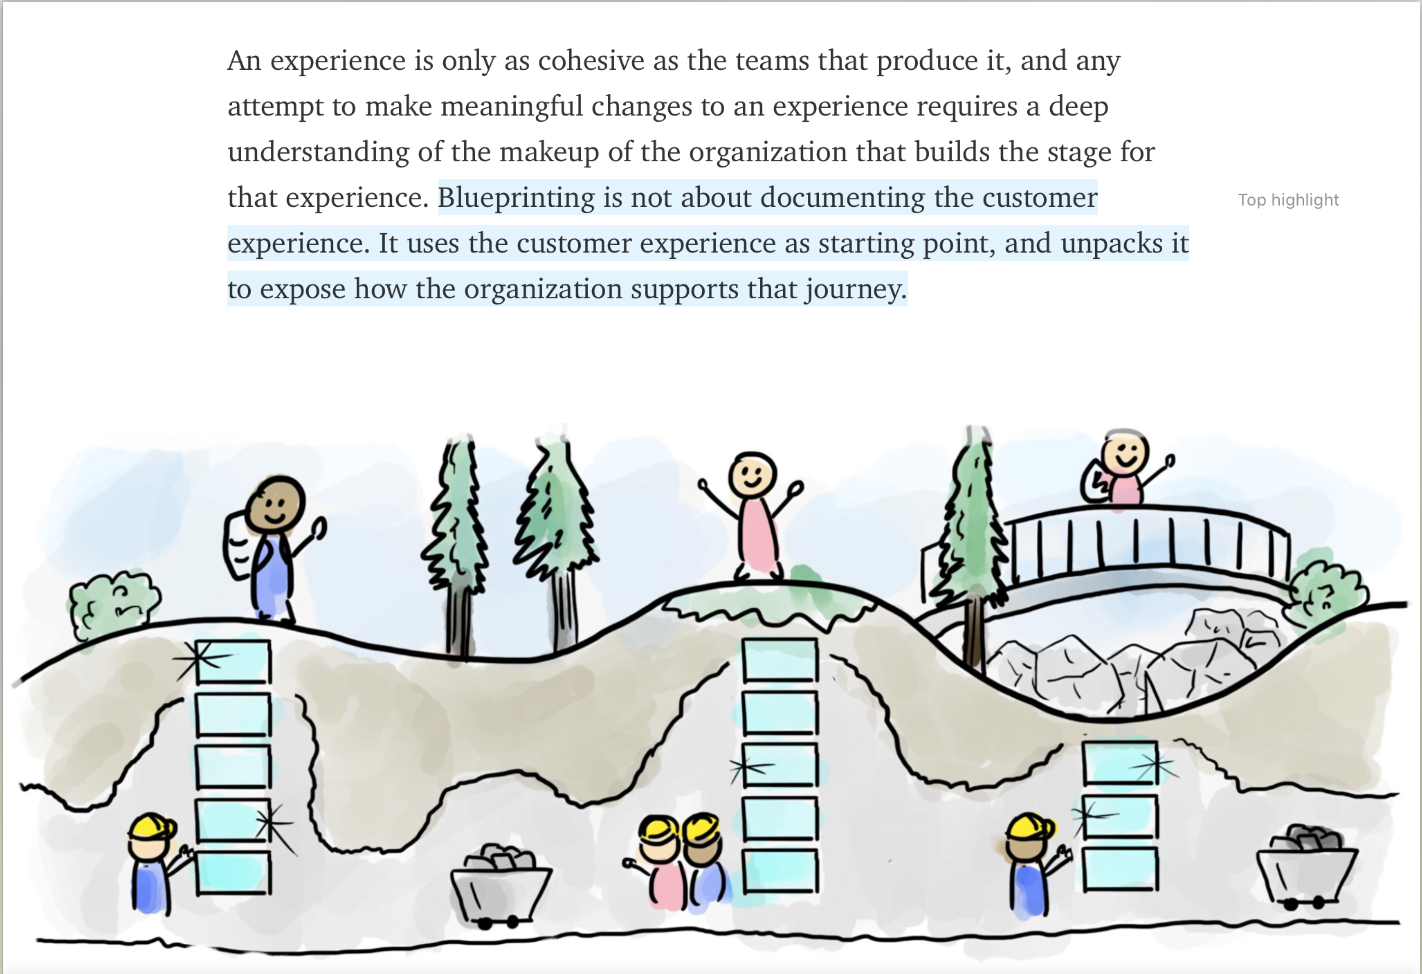 An experience is only as cohesive as the teams that produce it, and any
attempt to make meaningful changes to an experience requires a deep
understanding of the makeup of the organization that builds the stage for
that experience. Blueprinting is not about documenting the customer
Top highlight
experience. It uses the customer experience as starting point, and unpacks it
to expose how the organization supports that journey.